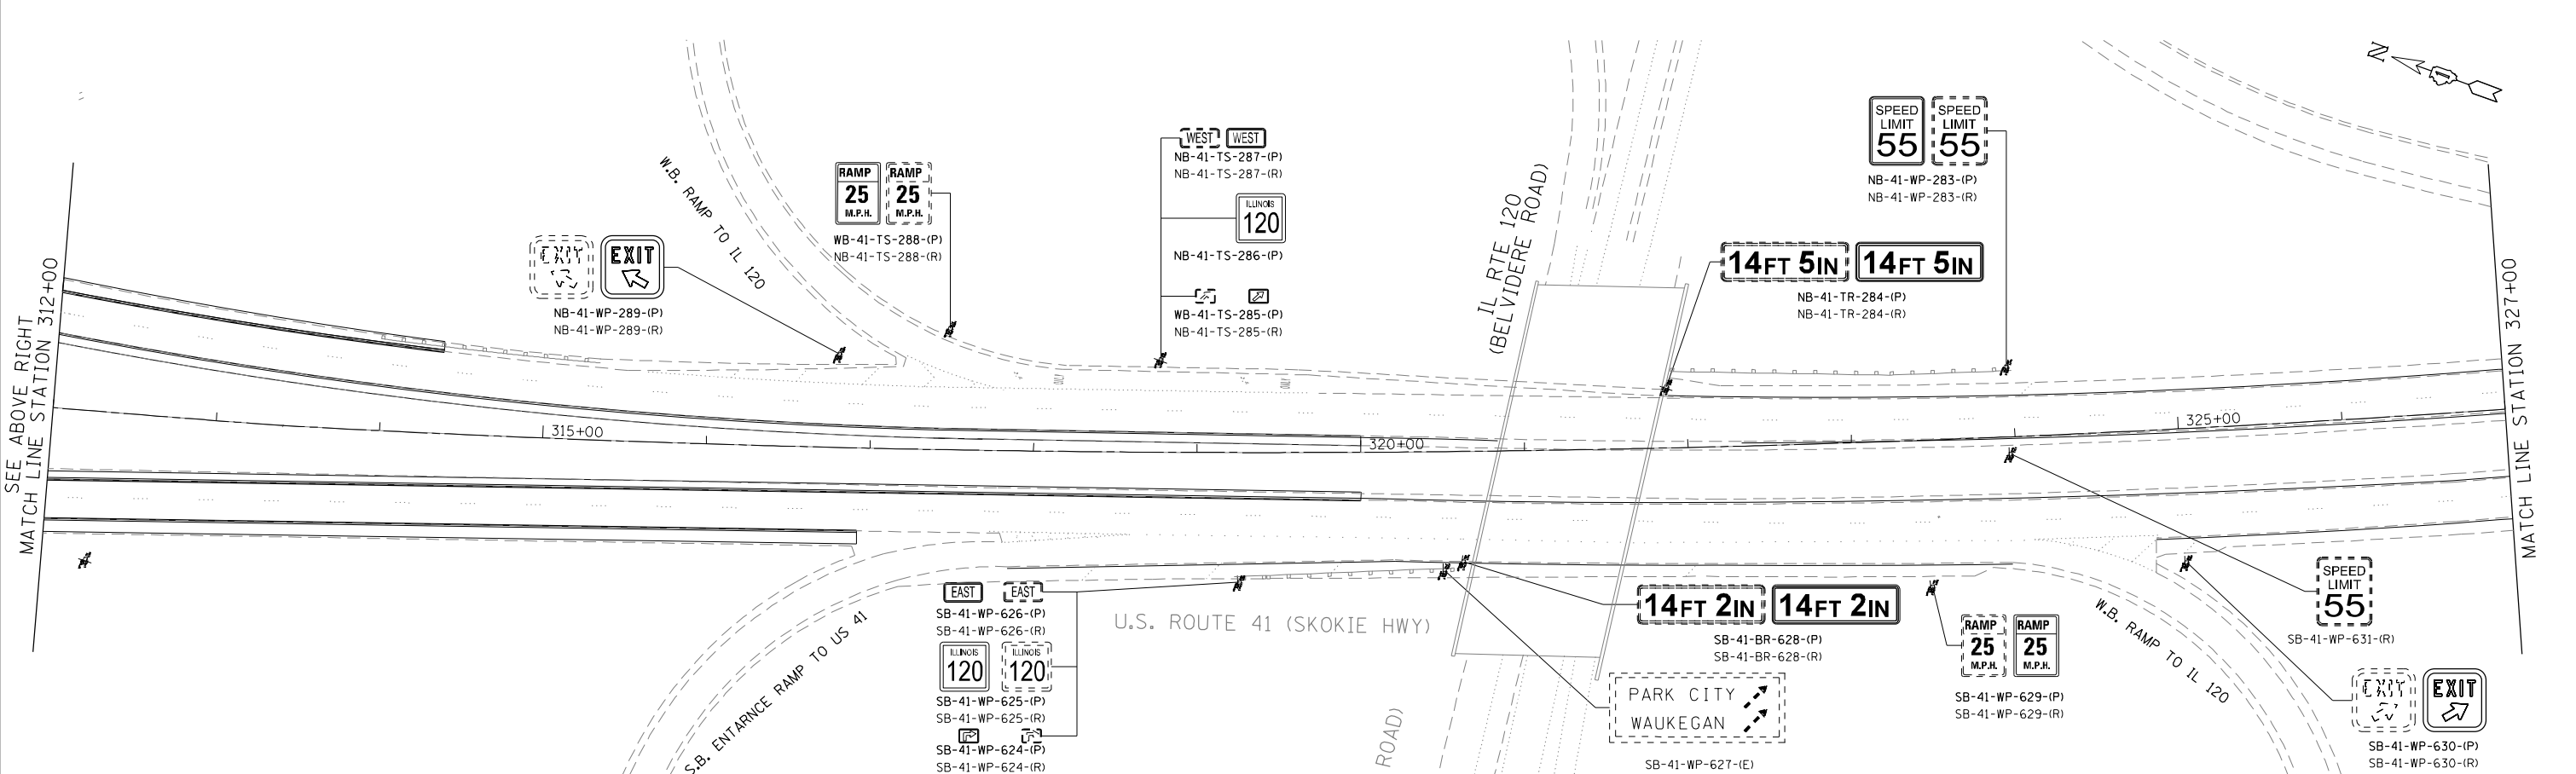 N
SEE ABOVE RIGHT
MATCH LINE STATION 312+00
W.B. RAMP TO IL 120
EXIT
EXIT
NB-41-WP-289-(P)
NB-41-WP-289-(R)
RAMP
25
M.P.H.
RAMP
25
M.P.H.
WB-41-TS-288-(P)
NB-41-TS-288-(R)
WEST
WEST
NB-41-TS-287-(P)
NB-41-TS-287-(R)
ILLINOIS
120
NB-41-TS-286-(P)
WB-41-TS-285-(P)
NB-41-TS-285-(R)
IL RTE 120
(BELVIDERE ROAD)
SPEED
LIMIT
55
SPEED
LIMIT
55
NB-41-WP-283-(P)
NB-41-WP-283-(R)
14FT 5IN
14FT 5IN
NB-41-TR-284-(P)
NB-41-TR-284-(R)
MATCH LINE STATION 327+00
315+00
320+00
325+00
EAST
EAST
SB-41-WP-626-(P)
SB-41-WP-626-(R)
ILLINOIS
120
ILLINOIS
120
SB-41-WP-625-(P)
SB-41-WP-625-(R)
SB-41-WP-624-(P)
SB-41-WP-624-(R)
S.B. ENTARNCE RAMP TO US 41
U.S. ROUTE 41 (SKOKIE HWY)
ROAD)
14FT 2IN
14FT 2IN
SB-41-BR-628-(P)
SB-41-BR-628-(R)
PARK CITY
WAUKEGAN
SB-41-WP-627-(E)
RAMP
25
M.P.H.
RAMP
25
M.P.H.
SB-41-WP-629-(P)
SB-41-WP-629-(R)
W.B. RAMP TO IL 120
SPEED
LIMIT
55
SB-41-WP-631-(R)
EXIT
EXIT
SB-41-WP-630-(P)
SB-41-WP-630-(R)